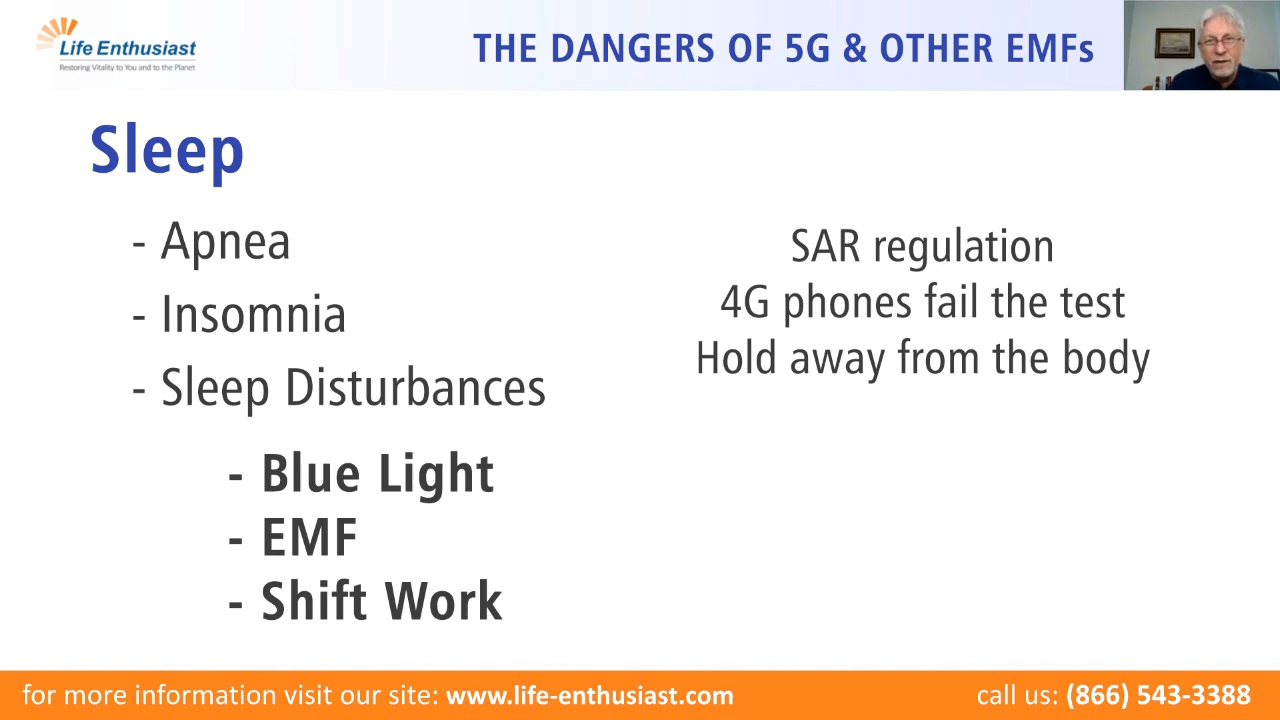 Life Enthusiast
Restoring Vitality to You and to the Planet
THE DANGERS OF 5G & OTHER EMFs
Sleep
- Apnea
- Insomnia
- Sleep Disturbances
- Blue Light
- EMF
- Shift Work
SAR regulation
4G phones fail the test
Hold away from the body
for more information visit our site: www.life-enthusiast.com
call us: (866) 543-3388